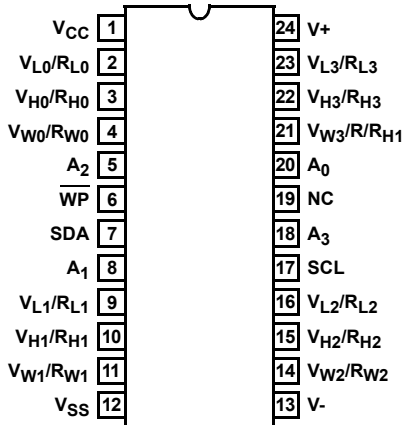 VCC 1 24 V+
VL0/RL0 2 23 VL3/RL3
VH0/RH0 3 22 VH3/RH3
VW0/RW0 4 21 VW3/R/RH1
A2 5 20 A0
W̅P̅ 6 19 NC
SDA 7 18 A3
A1 8 17 SCL
VL1/RL1 9 16 VL2/RL2
VH1/RH1 10 15 VH2/RH2
VW1/RW1 11 14 VW2/RW2
VSS 12 13 V-